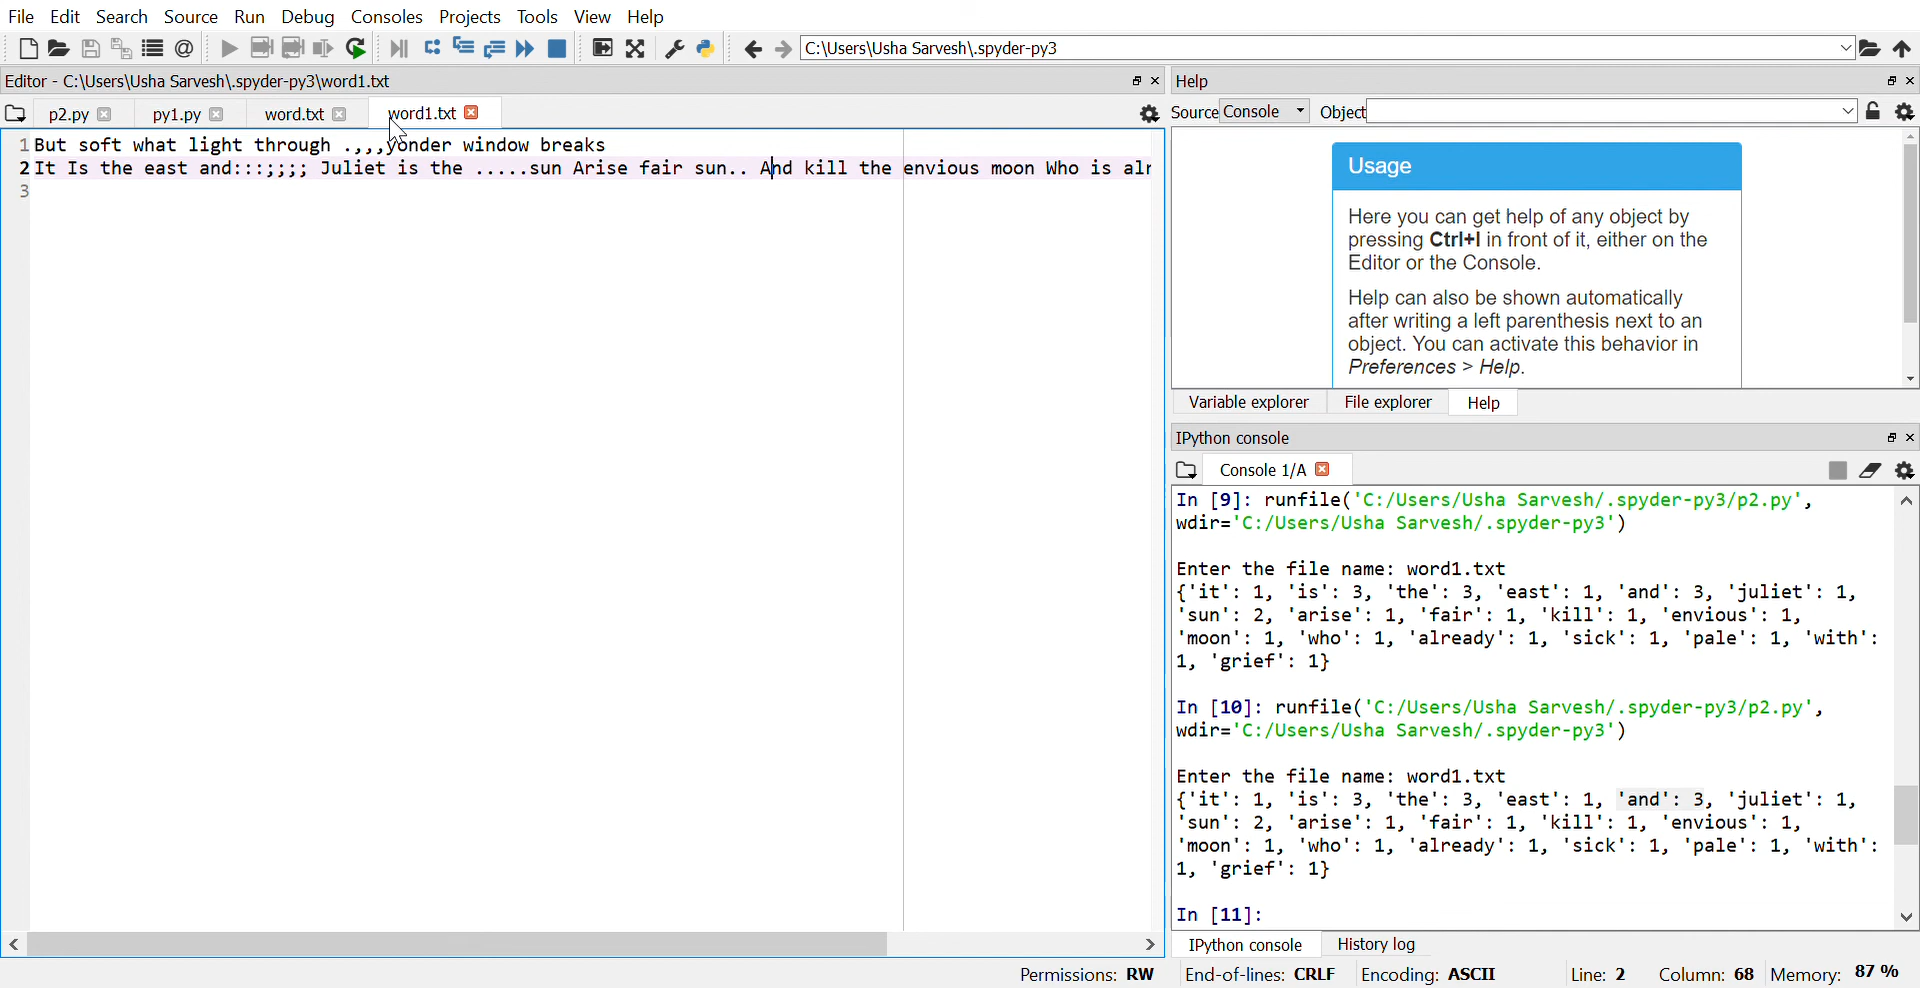 File Edit Search Source Run Debug Consoles Projects Tools View Help
C:\Users\Usha Sarvesh\.spyder-py3
Editor - C:\Users\Usha Sarvesh\.spyder-py3\word1.txt
p2.py py1.py word.txt word1.txt
1 But soft what light through .,,,yonder window breaks
2 It Is the east and:::;;;; Juliet is the .....sun Arise fair sun.. And kill the envious moon Who is alr
3
Help
Source Console Object
Usage
Here you can get help of any object by
pressing Ctrl+I in front of it, either on the
Editor or the Console.
Help can also be shown automatically
after writing a left parenthesis next to an
object. You can activate this behavior in
Preferences > Help.
Variable explorer File explorer Help
IPython console
Console 1/A
In [9]: runfile('C:/Users/Usha Sarvesh/.spyder-py3/p2.py',
wdir='C:/Users/Usha Sarvesh/.spyder-py3')
Enter the file name: word1.txt
{'it': 1, 'is': 3, 'the': 3, 'east': 1, 'and': 3, 'juliet': 1,
'sun': 2, 'arise': 1, 'fair': 1, 'kill': 1, 'envious': 1,
'moon': 1, 'who': 1, 'already': 1, 'sick': 1, 'pale': 1, 'with':
1, 'grief': 1}
In [10]: runfile('C:/Users/Usha Sarvesh/.spyder-py3/p2.py',
wdir='C:/Users/Usha Sarvesh/.spyder-py3')
Enter the file name: word1.txt
{'it': 1, 'is': 3, 'the': 3, 'east': 1, 'and': 3, 'juliet': 1,
'sun': 2, 'arise': 1, 'fair': 1, 'kill': 1, 'envious': 1,
'moon': 1, 'who': 1, 'already': 1, 'sick': 1, 'pale': 1, 'with':
1, 'grief': 1}
In [11]:
IPython console History log
Permissions: RW End-of-lines: CRLF Encoding: ASCII Line: 2 Column: 68 Memory: 87 %